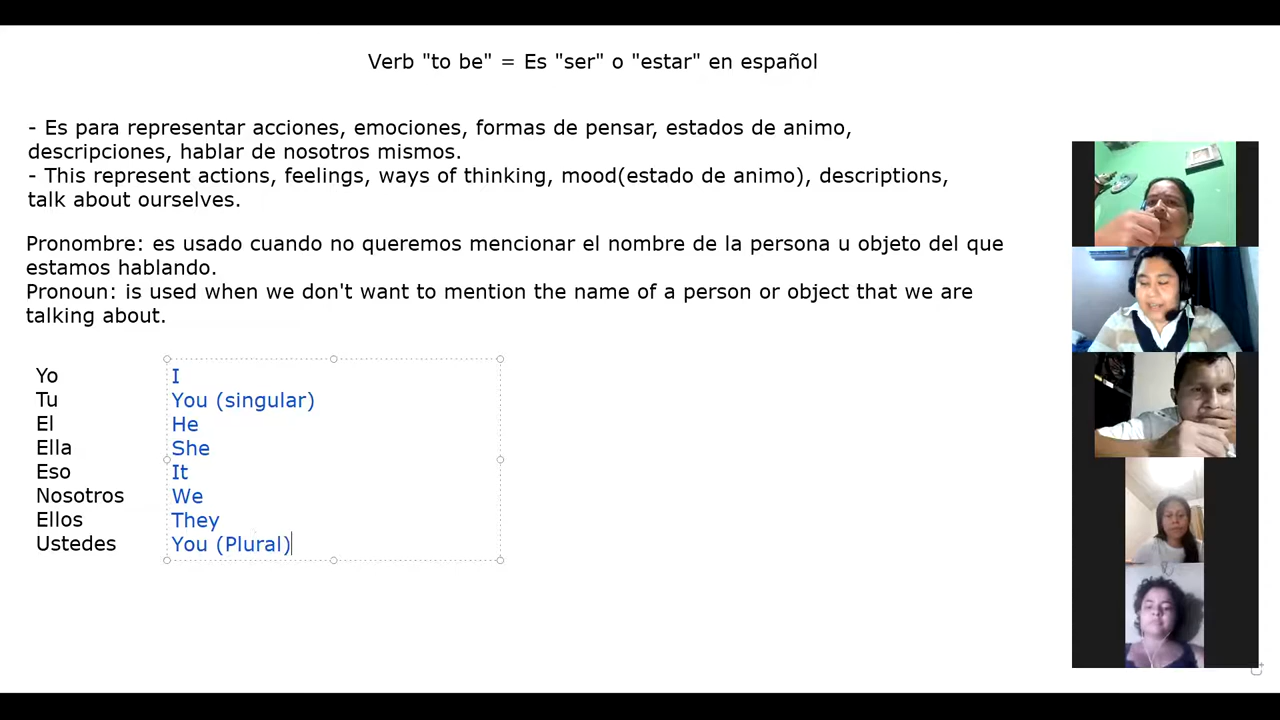 Verb "to be" = Es "ser" o "estar" en español
- Es para representar acciones, emociones, formas de pensar, estados de animo,
descripciones, hablar de nosotros mismos.
- This represent actions, feelings, ways of thinking, mood(estado de animo), descriptions,
talk about ourselves.
Pronombre: es usado cuando no queremos mencionar el nombre de la persona u objeto del que
estamos hablando.
Pronoun: is used when we don't want to mention the name of a person or object that we are
talking about.
Yo I
Tu You (singular)
El He
Ella She
Eso It
Nosotros We
Ellos They
Ustedes You (Plural)